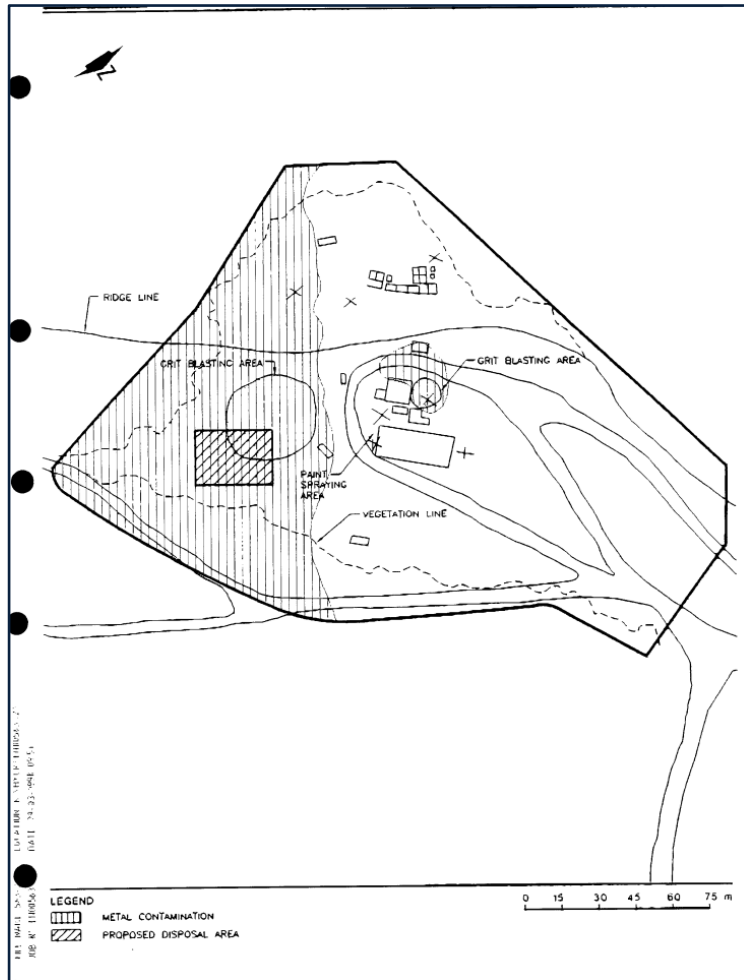 N
RIDGE LINE
GRIT BLASTING AREA
GRIT BLASTING AREA
PAINT
SPRAYING
AREA
VEGETATION LINE
LEGEND
METAL CONTAMINATION
PROPOSED DISPOSAL AREA
0 15 30 45 60 75 m